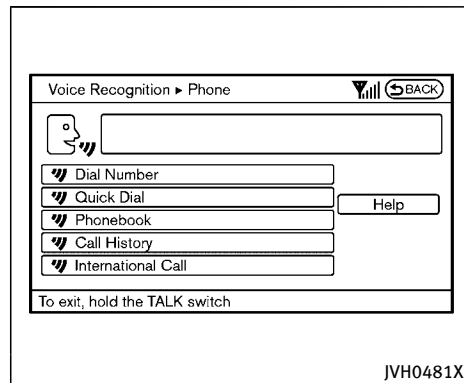 Voice Recognition ▸ Phone BACK
Dial Number
Quick Dial
Help
Phonebook
Call History
International Call
To exit, hold the TALK switch
JVH0481X